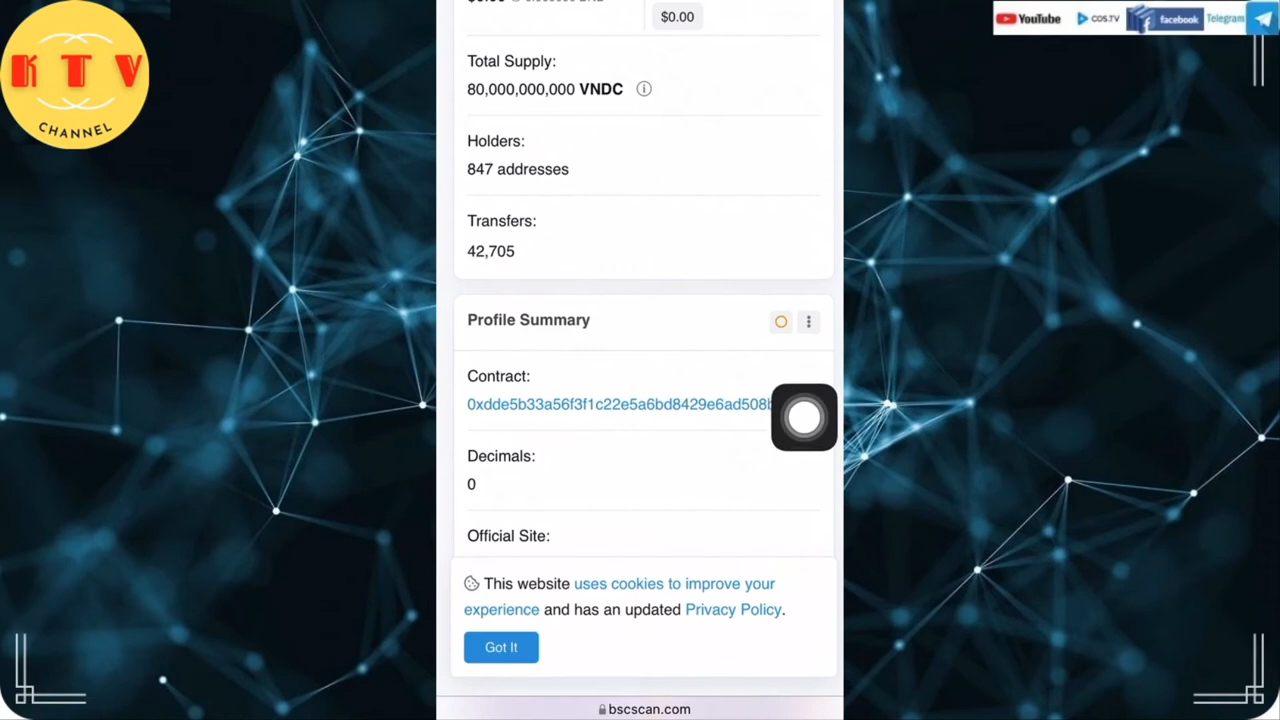 K T V
CHANNEL
YouTube
COS.TV
facebook
Telegram
$0.00
Total Supply:
80,000,000,000 VNDC
Holders:
847 addresses
Transfers:
42,705
Profile Summary
Contract:
0xdde5b33a56f3f1c22e5a6bd8429e6ad508b
Decimals:
0
Official Site:
This website uses cookies to improve your
experience and has an updated Privacy Policy.
Got It
bscscan.com